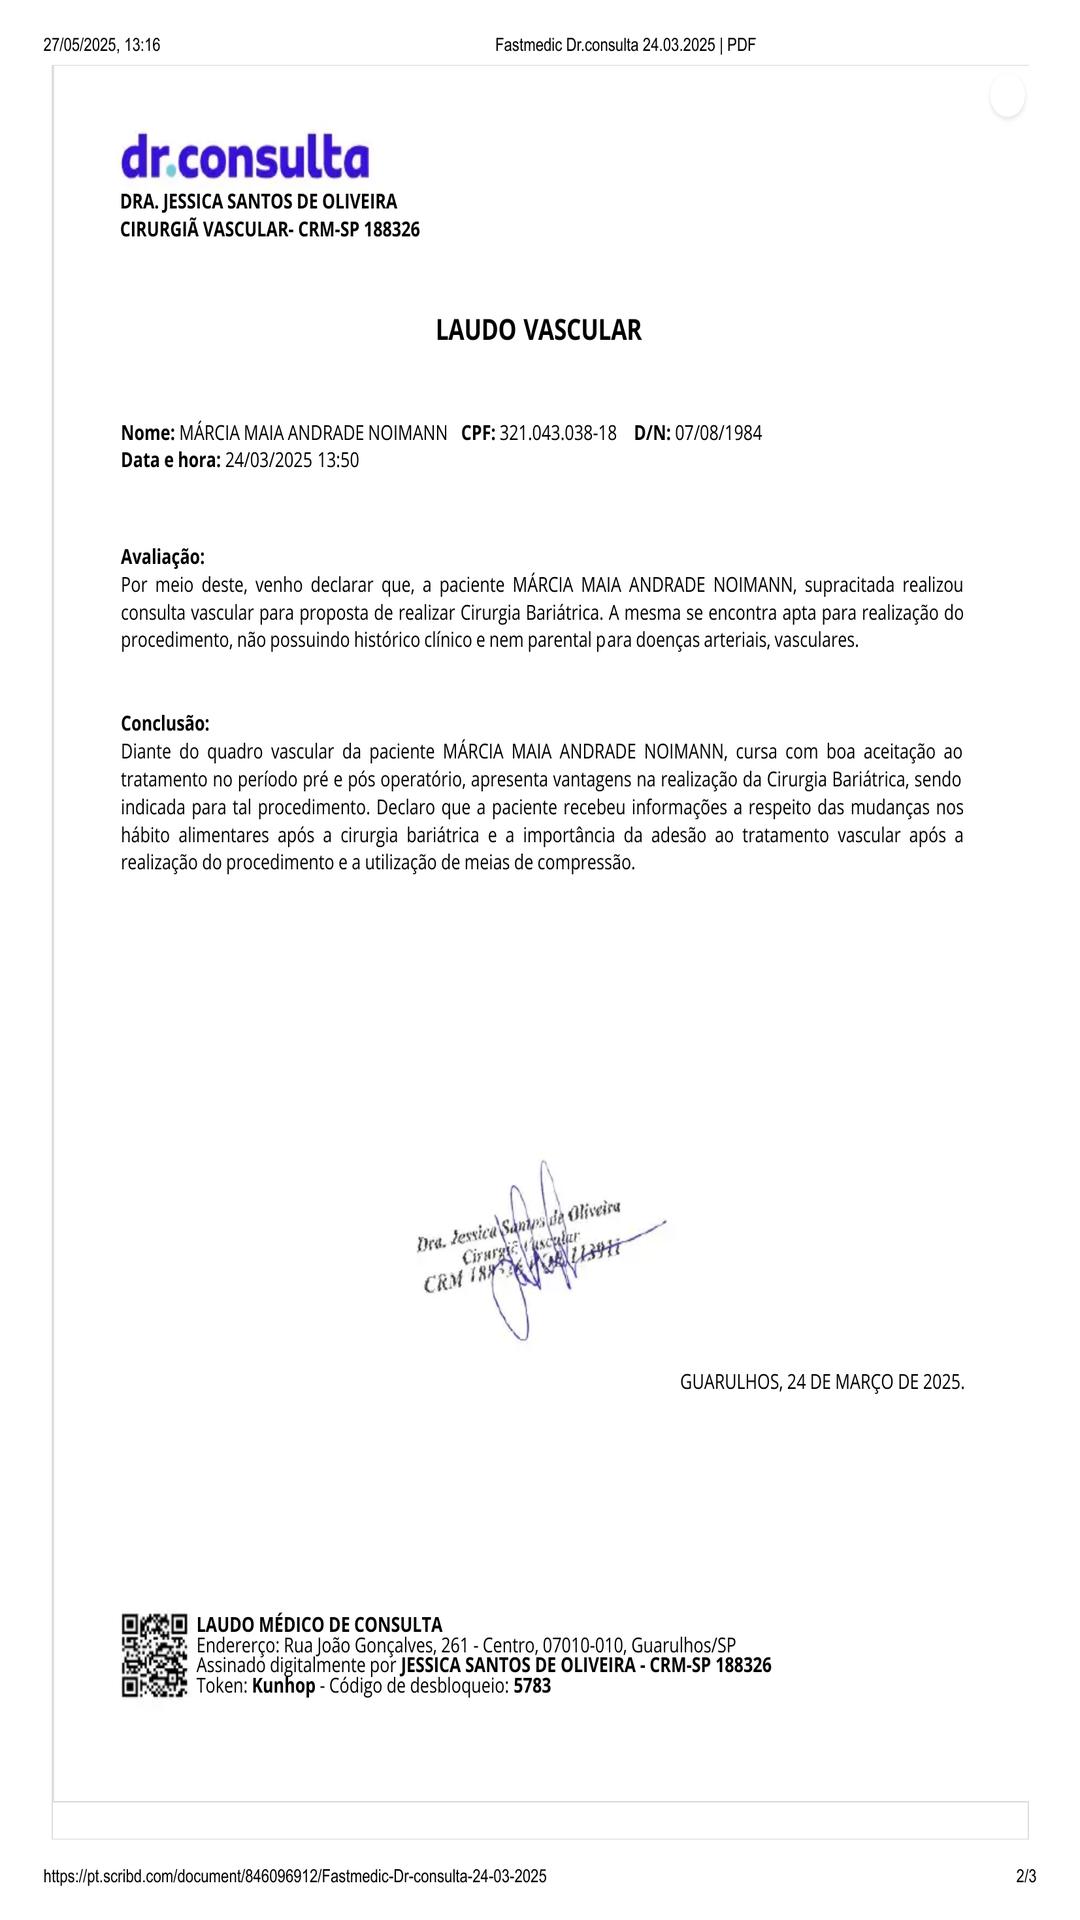 27/05/2025, 13:16 Fastmedic Dr.consulta 24.03.2025 | PDF
dr.consulta
DRA. JESSICA SANTOS DE OLIVEIRA
CIRURGIÃ VASCULAR- CRM-SP 188326
LAUDO VASCULAR
Nome: MÁRCIA MAIA ANDRADE NOIMANN CPF: 321.043.038-18 D/N: 07/08/1984
Data e hora: 24/03/2025 13:50
Avaliação:
Por meio deste, venho declarar que, a paciente MÁRCIA MAIA ANDRADE NOIMANN, supracitada realizou
consulta vascular para proposta de realizar Cirurgia Bariátrica. A mesma se encontra apta para realização do
procedimento, não possuindo histórico clínico e nem parental para doenças arteriais, vasculares.
Conclusão:
Diante do quadro vascular da paciente MÁRCIA MAIA ANDRADE NOIMANN, cursa com boa aceitação ao
tratamento no período pré e pós operatório, apresenta vantagens na realização da Cirurgia Bariátrica, sendo
indicada para tal procedimento. Declaro que a paciente recebeu informações a respeito das mudanças nos
hábito alimentares após a cirurgia bariátrica e a importância da adesão ao tratamento vascular após a
realização do procedimento e a utilização de meias de compressão.
Dra. Jessica Santos de Oliveira
Cirurgiã Vascular
CRM
GUARULHOS, 24 DE MARÇO DE 2025.
LAUDO MÉDICO DE CONSULTA
Endererço: Rua João Gonçalves, 261 - Centro, 07010-010, Guarulhos/SP
Assinado digitalmente por JESSICA SANTOS DE OLIVEIRA - CRM-SP 188326
Token: Kunhop - Código de desbloqueio: 5783
https://pt.scribd.com/document/846096912/Fastmedic-Dr-consulta-24-03-2025 2/3